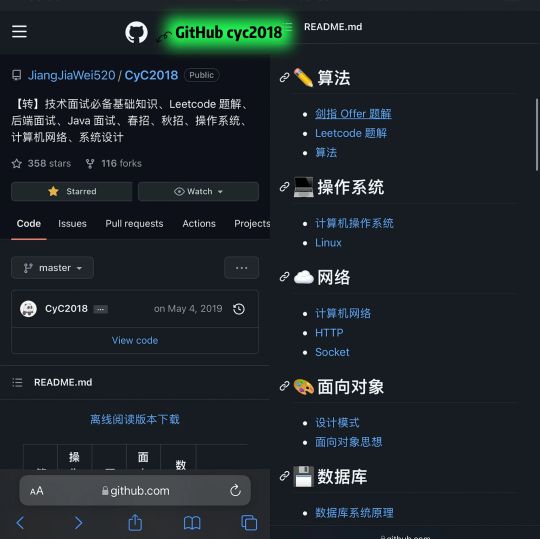 GitHub cyc2018
JiangJiaWei520 / CyC2018 Public
【转】技术面试必备基础知识、Leetcode 题解、
后端面试、Java 面试、春招、秋招、操作系统、
计算机网络、系统设计
358 stars 116 forks
Starred Watch
Code Issues Pull requests Actions Projects
master
CyC2018 on May 4, 2019
View code
README.md
离线阅读版本下载
操 面 数
AA github.com
README.md
算法
剑指 Offer 题解
Leetcode 题解
算法
操作系统
计算机操作系统
Linux
网络
计算机网络
HTTP
Socket
面向对象
设计模式
面向对象思想
数据库
数据库系统原理
github.com